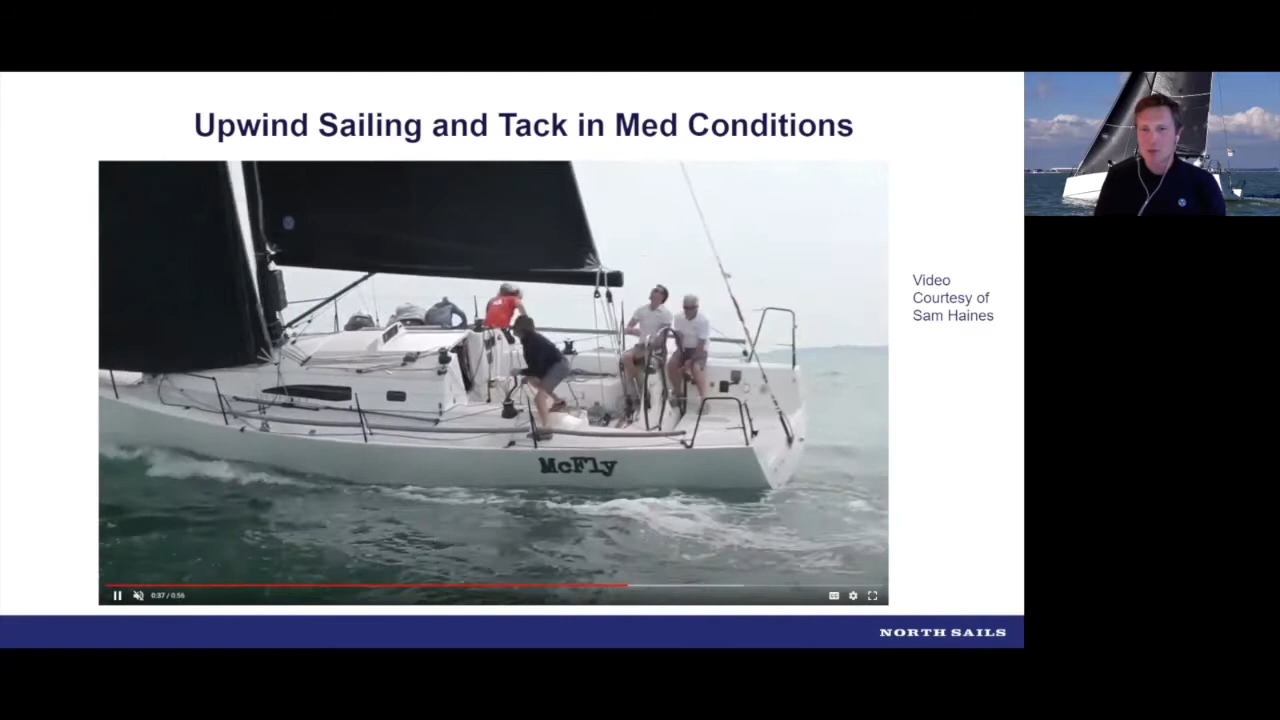 Upwind Sailing and Tack in Med Conditions
Video
Courtesy of
Sam Haines
McFly
0:37 / 0:56
NORTH SAILS